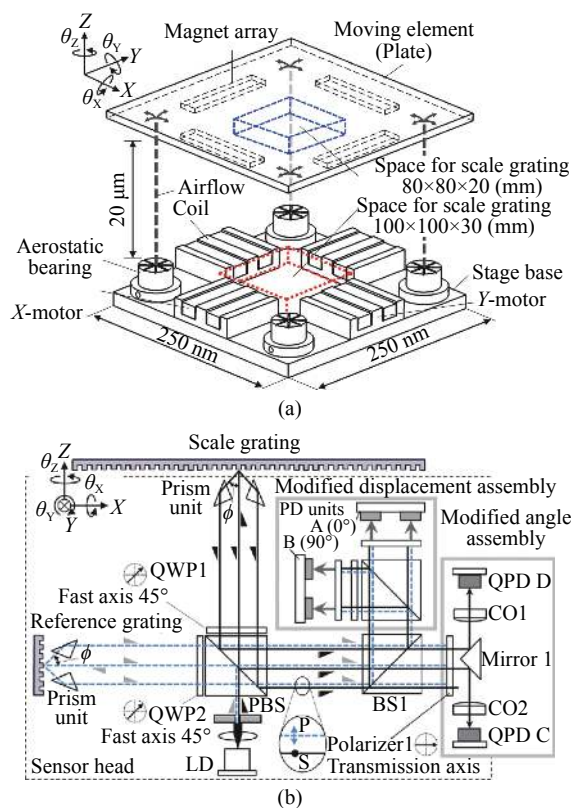 Z
θZ
θY
Y
X
θX
Magnet array
Moving element
(Plate)
20 μm
Airflow
Coil
Space for scale grating
80×80×20 (mm)
Space for scale grating
100×100×30 (mm)
Aerostatic
bearing
Stage base
X-motor
Y-motor
250 nm
250 nm
(a)
Scale grating
Z
θZ
θX
X
θY
Y
Prism
unit
ϕ
Modified displacement assembly
PD units
A (0°)
B (90°)
Modified angle
assembly
QWP1
Fast axis 45°
QPD D
CO1
Reference grating
ϕ
Mirror 1
Prism
unit
QWP2
Fast axis 45°
PBS
BS1
CO2
P
S
Polarizer1
Transmission axis
QPD C
Sensor head
LD
(b)